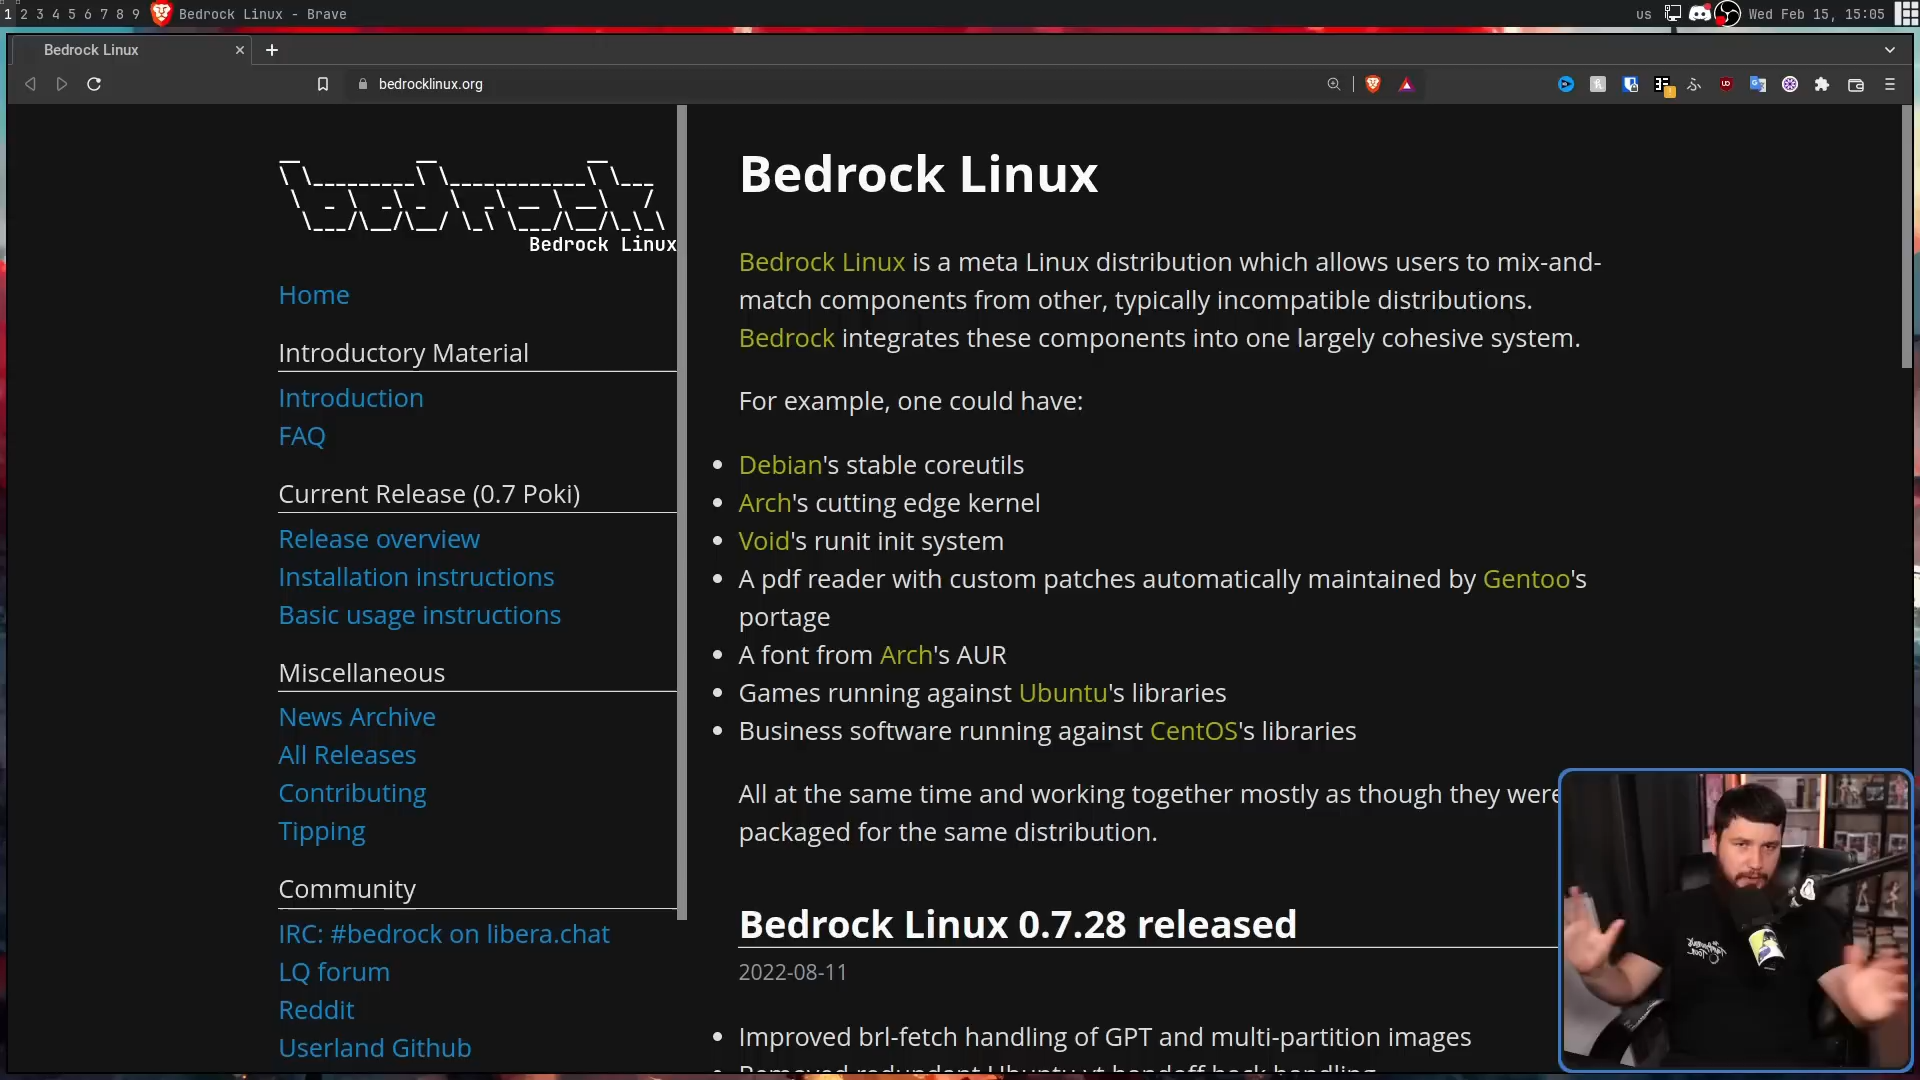 1 2 3 4 5 6 7 8 9 Bedrock Linux - Brave
us Wed Feb 15, 15:05
Bedrock Linux
bedrocklinux.org
Bedrock Linux
Home
Introductory Material
Introduction
FAQ
Current Release (0.7 Poki)
Release overview
Installation instructions
Basic usage instructions
Miscellaneous
News Archive
All Releases
Contributing
Tipping
Community
IRC: #bedrock on libera.chat
LQ forum
Reddit
Userland Github
Bedrock Linux
Bedrock Linux is a meta Linux distribution which allows users to mix-and-
match components from other, typically incompatible distributions.
Bedrock integrates these components into one largely cohesive system.
For example, one could have:
Debian's stable coreutils
Arch's cutting edge kernel
Void's runit init system
A pdf reader with custom patches automatically maintained by Gentoo's
portage
A font from Arch's AUR
Games running against Ubuntu's libraries
Business software running against CentOS's libraries
All at the same time and working together mostly as though they were
packaged for the same distribution.
Bedrock Linux 0.7.28 released
2022-08-11
Improved brl-fetch handling of GPT and multi-partition images
Removed redundant Ubuntu vt handoff hack handling